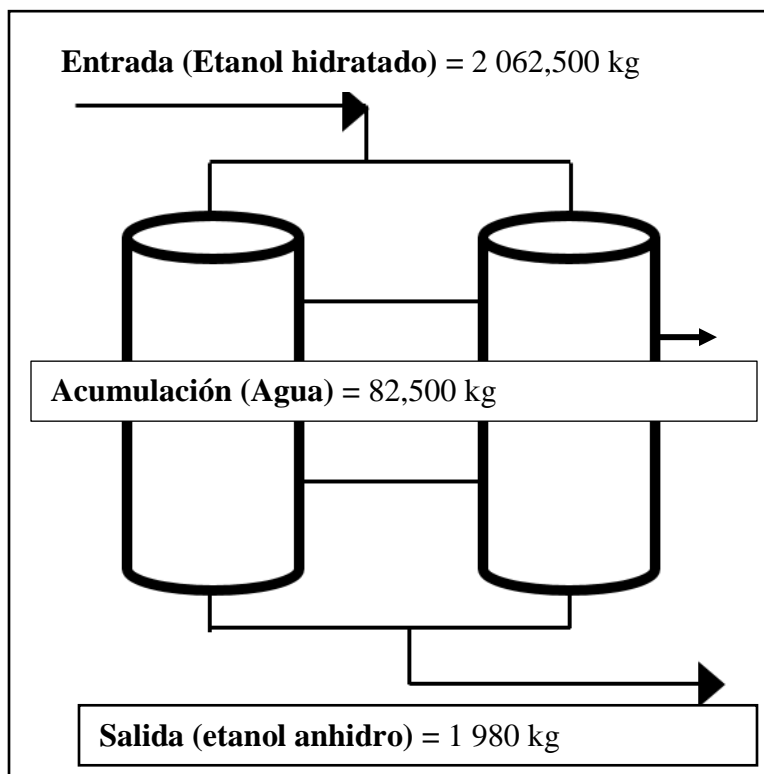 Entrada (Etanol hidratado) = 2 062,500 kg
Acumulación (Agua) = 82,500 kg
Salida (etanol anhidro) = 1 980 kg